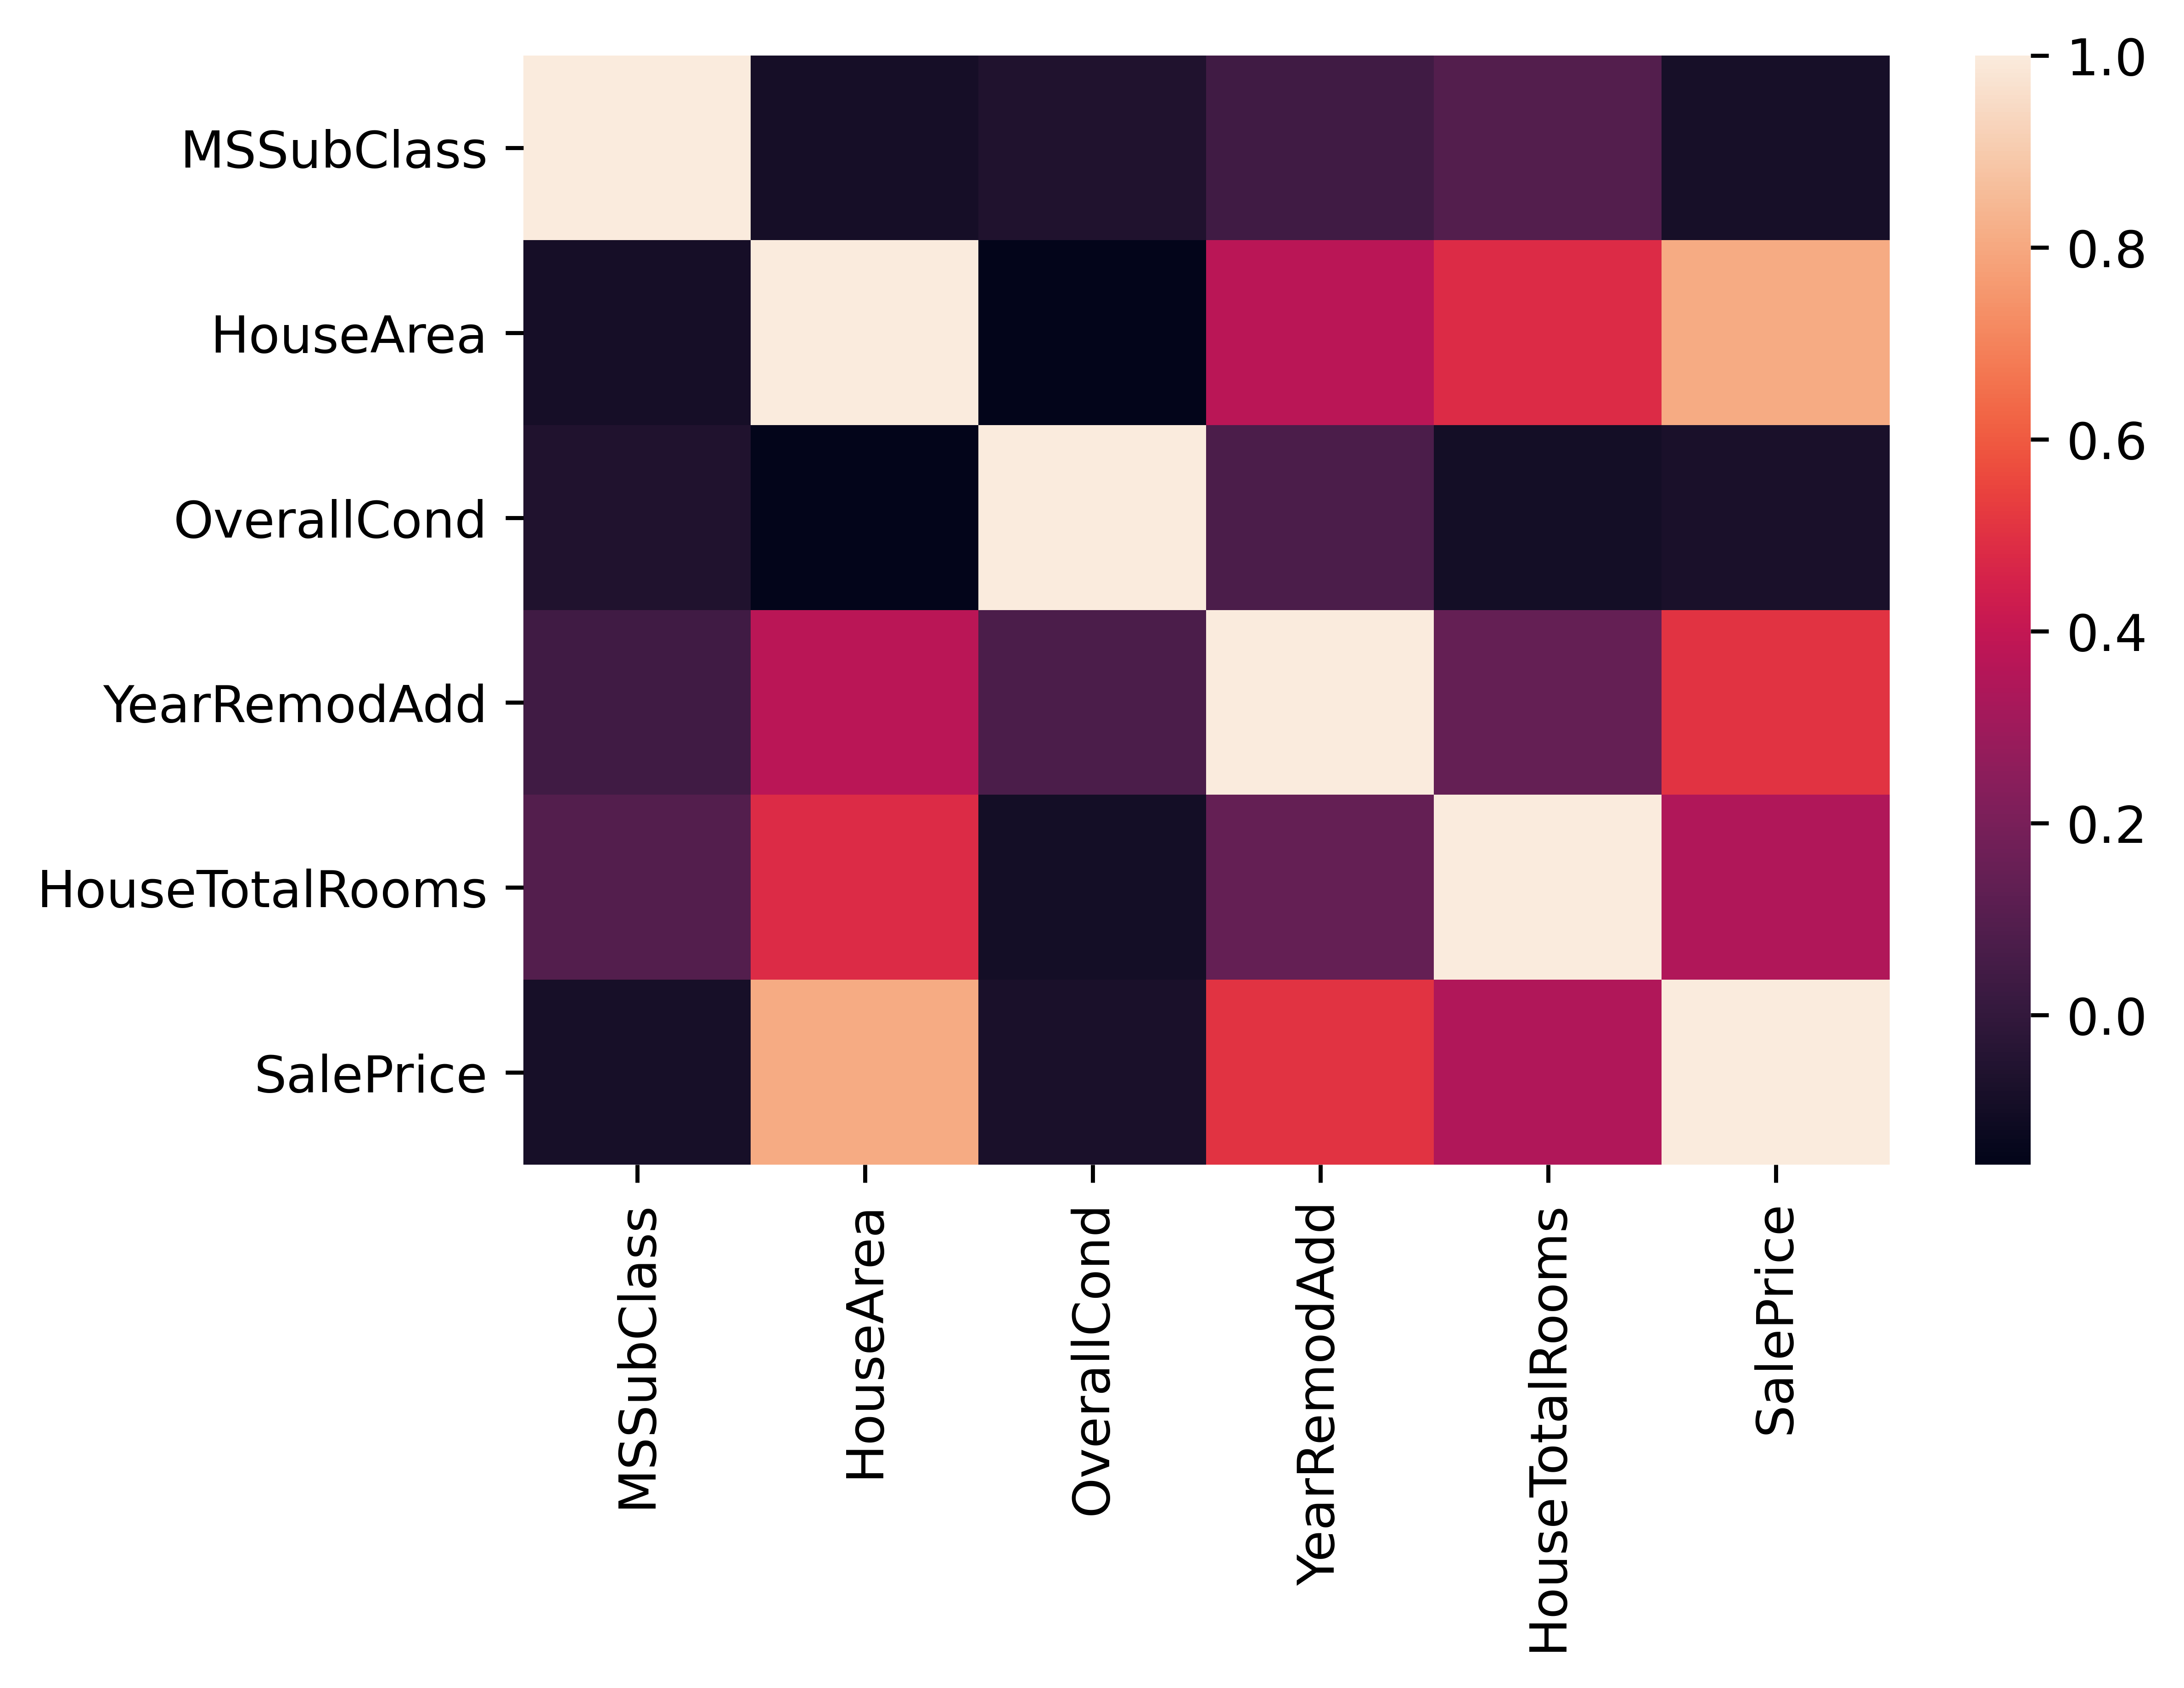 MSSubClass
HouseArea
OverallCond
YearRemodAdd
HouseTotalRooms
SalePrice
MSSubClass
HouseArea
OverallCond
YearRemodAdd
HouseTotalRooms
SalePrice
1.0
0.8
0.6
0.4
0.2
0.0